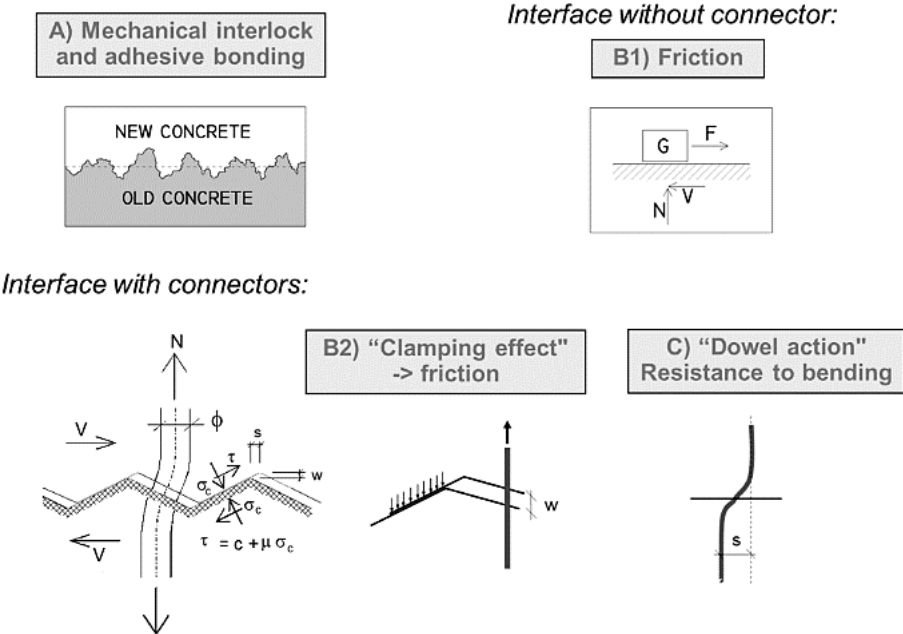 A) Mechanical interlock
and adhesive bonding
NEW CONCRETE
OLD CONCRETE
Interface without connector:
B1) Friction
G
F
V
N
Interface with connectors:
N
V
ϕ
s
τ
w
σc
σc
τ = c + μ σc
V
B2) “Clamping effect"
-> friction
w
C) “Dowel action"
Resistance to bending
s